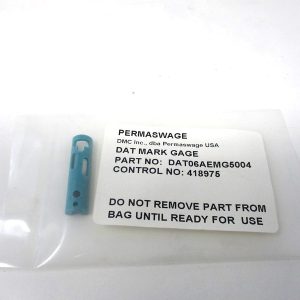 PERMASWAGE
DMC Inc., dba Permaswage USA
DAT MARK GAGE
PART NO: DAT06AEMG5004
CONTROL NO: 418975
DO NOT REMOVE PART FROM
BAG UNTIL READY FOR USE